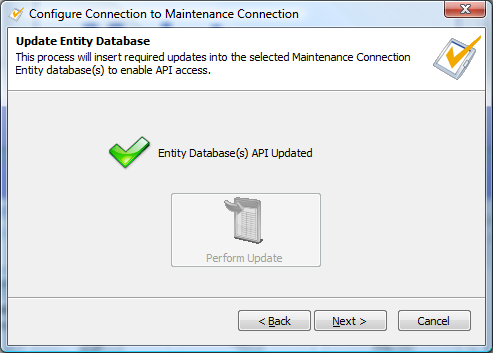 Configure Connection to Maintenance Connection
Update Entity Database
This process will insert required updates into the selected Maintenance Connection
Entity database(s) to enable API access.
Entity Database(s) API Updated
Perform Update
< Back
Next >
Cancel